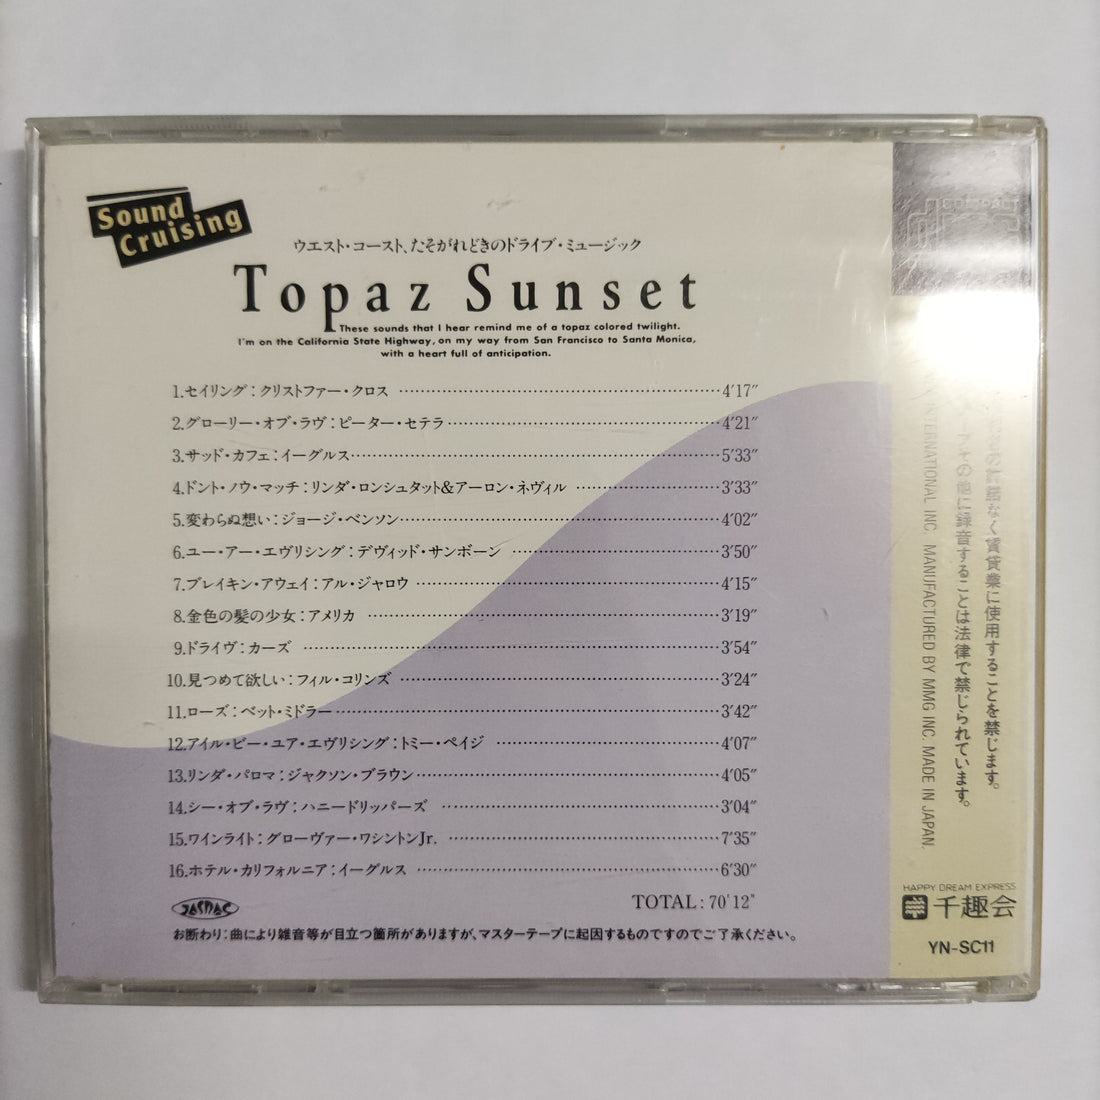 Sound
Cruising
ウエスト・コースト、たそがれどきのドライブ・ミュージック
Topaz Sunset
These sounds that I hear remind me of a topaz colored twilight.
I'm on the California State Highway, on my way from San Francisco to Santa Monica,
with a heart full of anticipation.
1.セイリング：クリストファー・クロス ………4′17″
2.グローリー・オブ・ラヴ：ピーター・セテラ………4′21″
3.サッド・カフェ：イーグルス………5′33″
4.ドント・ノウ・マッチ：リンダ・ロンシュタット&アーロン・ネヴィル ………3′33″
5.変わらぬ想い：ジョージ・ベンソン………4′02″
6.ユー・アー・エヴリシング：デヴィッド・サンボーン ………3′50″
7.ブレイキン・アウェイ：アル・ジャロウ ………4′15″
8.金色の髪の少女：アメリカ ………3′19″
9.ドライヴ：カーズ ………3′54″
10.見つめて欲しい：フィル・コリンズ ………3′24″
11.ローズ：ベット・ミドラー………3′42″
12.アイル・ビー・ユア・エヴリシング：トミー・ペイジ ………4′07″
13.リンダ・パロマ：ジャクソン・ブラウン………4′05″
14.シー・オブ・ラヴ：ハニードリッパーズ ………3′04″
15.ワインライト：グローヴァー・ワシントンJr. ………7′35″
16.ホテル・カリフォルニア：イーグルス ………6′30″
TOTAL : 70′12″
JASRAC
お断わり：曲により雑音等が目立つ箇所がありますが、マスターテープに起因するものですのでご了承ください。
なく賃貸業に使用することを禁じます。
の他に録音することは法律で禁じられています。
INTERNATIONAL INC. MANUFACTURED BY MMG INC. MADE IN JAPAN.
HAPPY DREAM EXPRESS
千趣会
YN-SC11